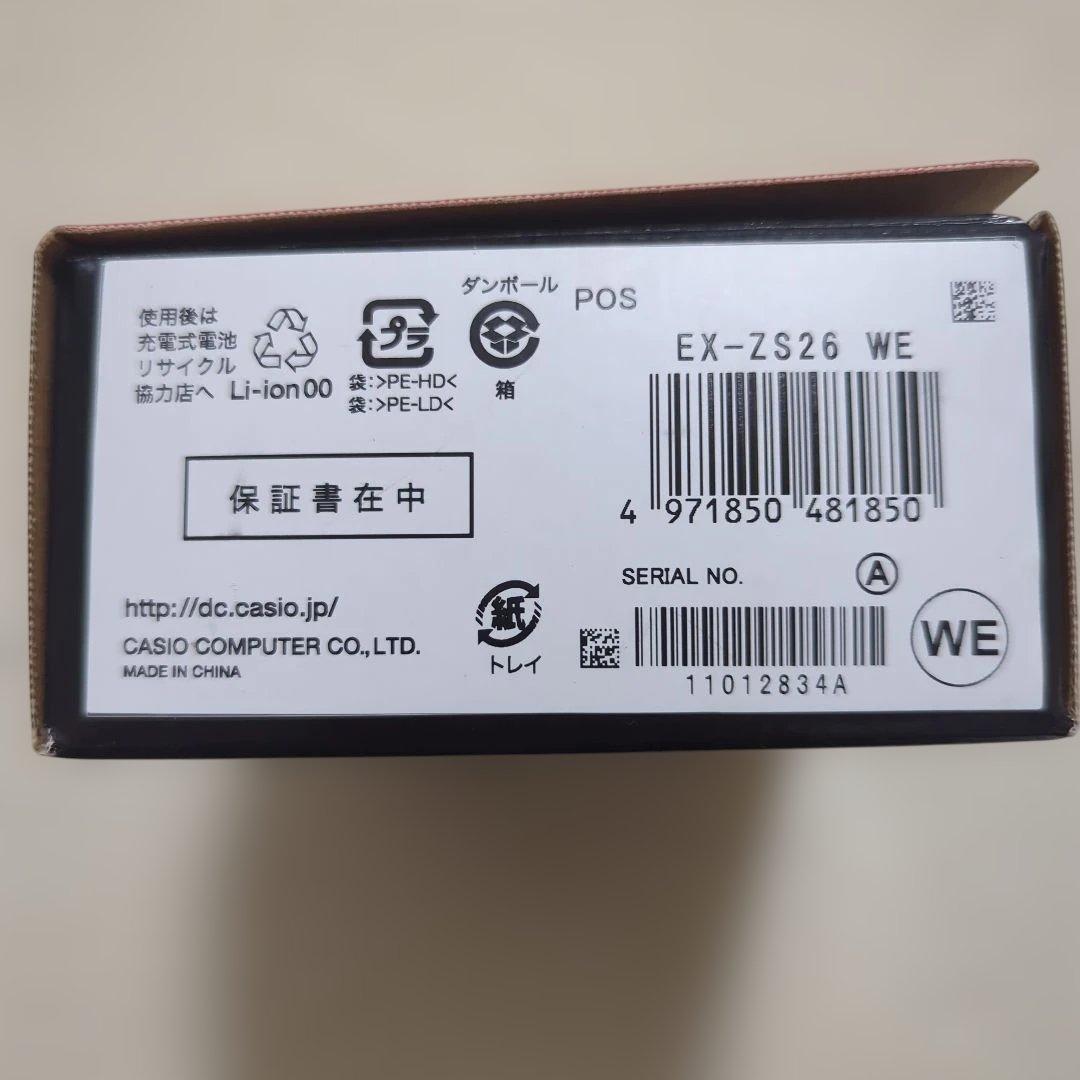 使用後は
充電式電池
リサイクル
協力店へ Li-ion00
プラ
袋:>PE-HD<
袋:>PE-LD<
ダンボール
箱
POS
EX-ZS26 WE
4 971850 481850
保証書在中
SERIAL NO. A
11012834A
WE
http://dc.casio.jp/
CASIO COMPUTER CO.,LTD.
MADE IN CHINA
紙
トレイ